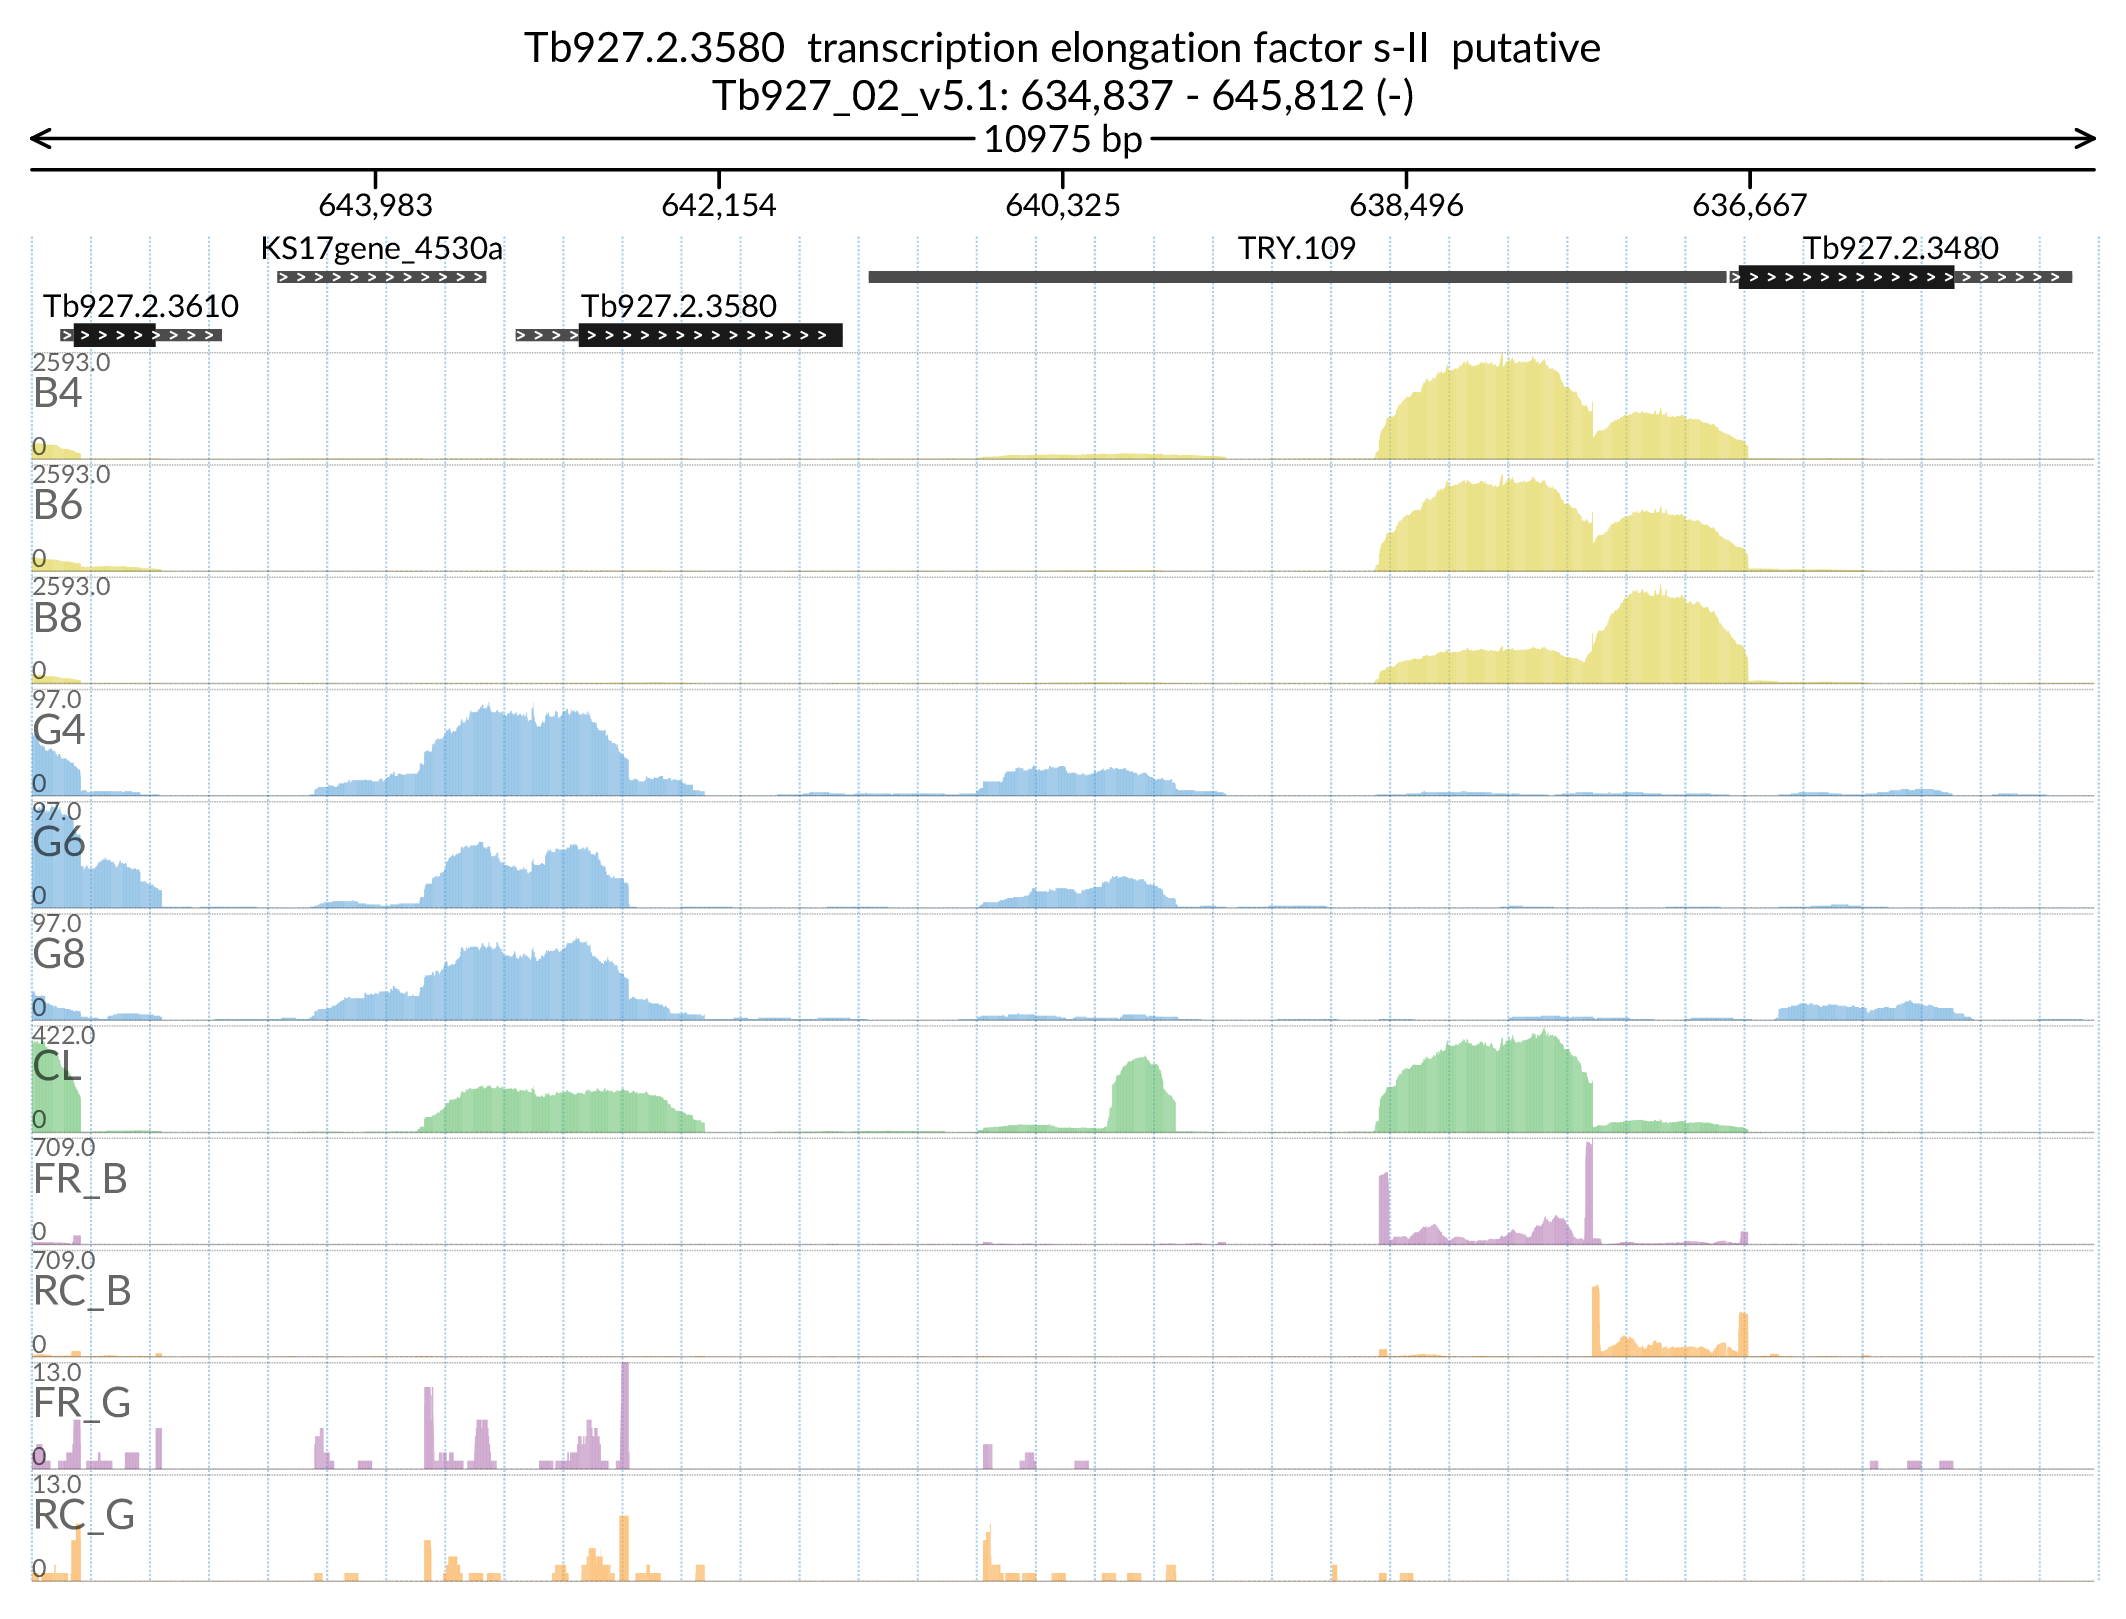 Tb927.2.3580  transcription elongation factor s-II  putative
Tb927_02_v5.1: 634,837 - 645,812 (-)
10975 bp
643,983 642,154 640,325 638,496 636,667
KS17gene_4530a TRY.109 Tb927.2.3480
Tb927.2.3610 Tb927.2.3580
2593.0
B4
0
2593.0
B6
0
2593.0
B8
0
97.0
G4
0
97.0
G6
0
97.0
G8
0
422.0
CL
0
709.0
FR_B
0
709.0
RC_B
0
13.0
FR_G
0
13.0
RC_G
0